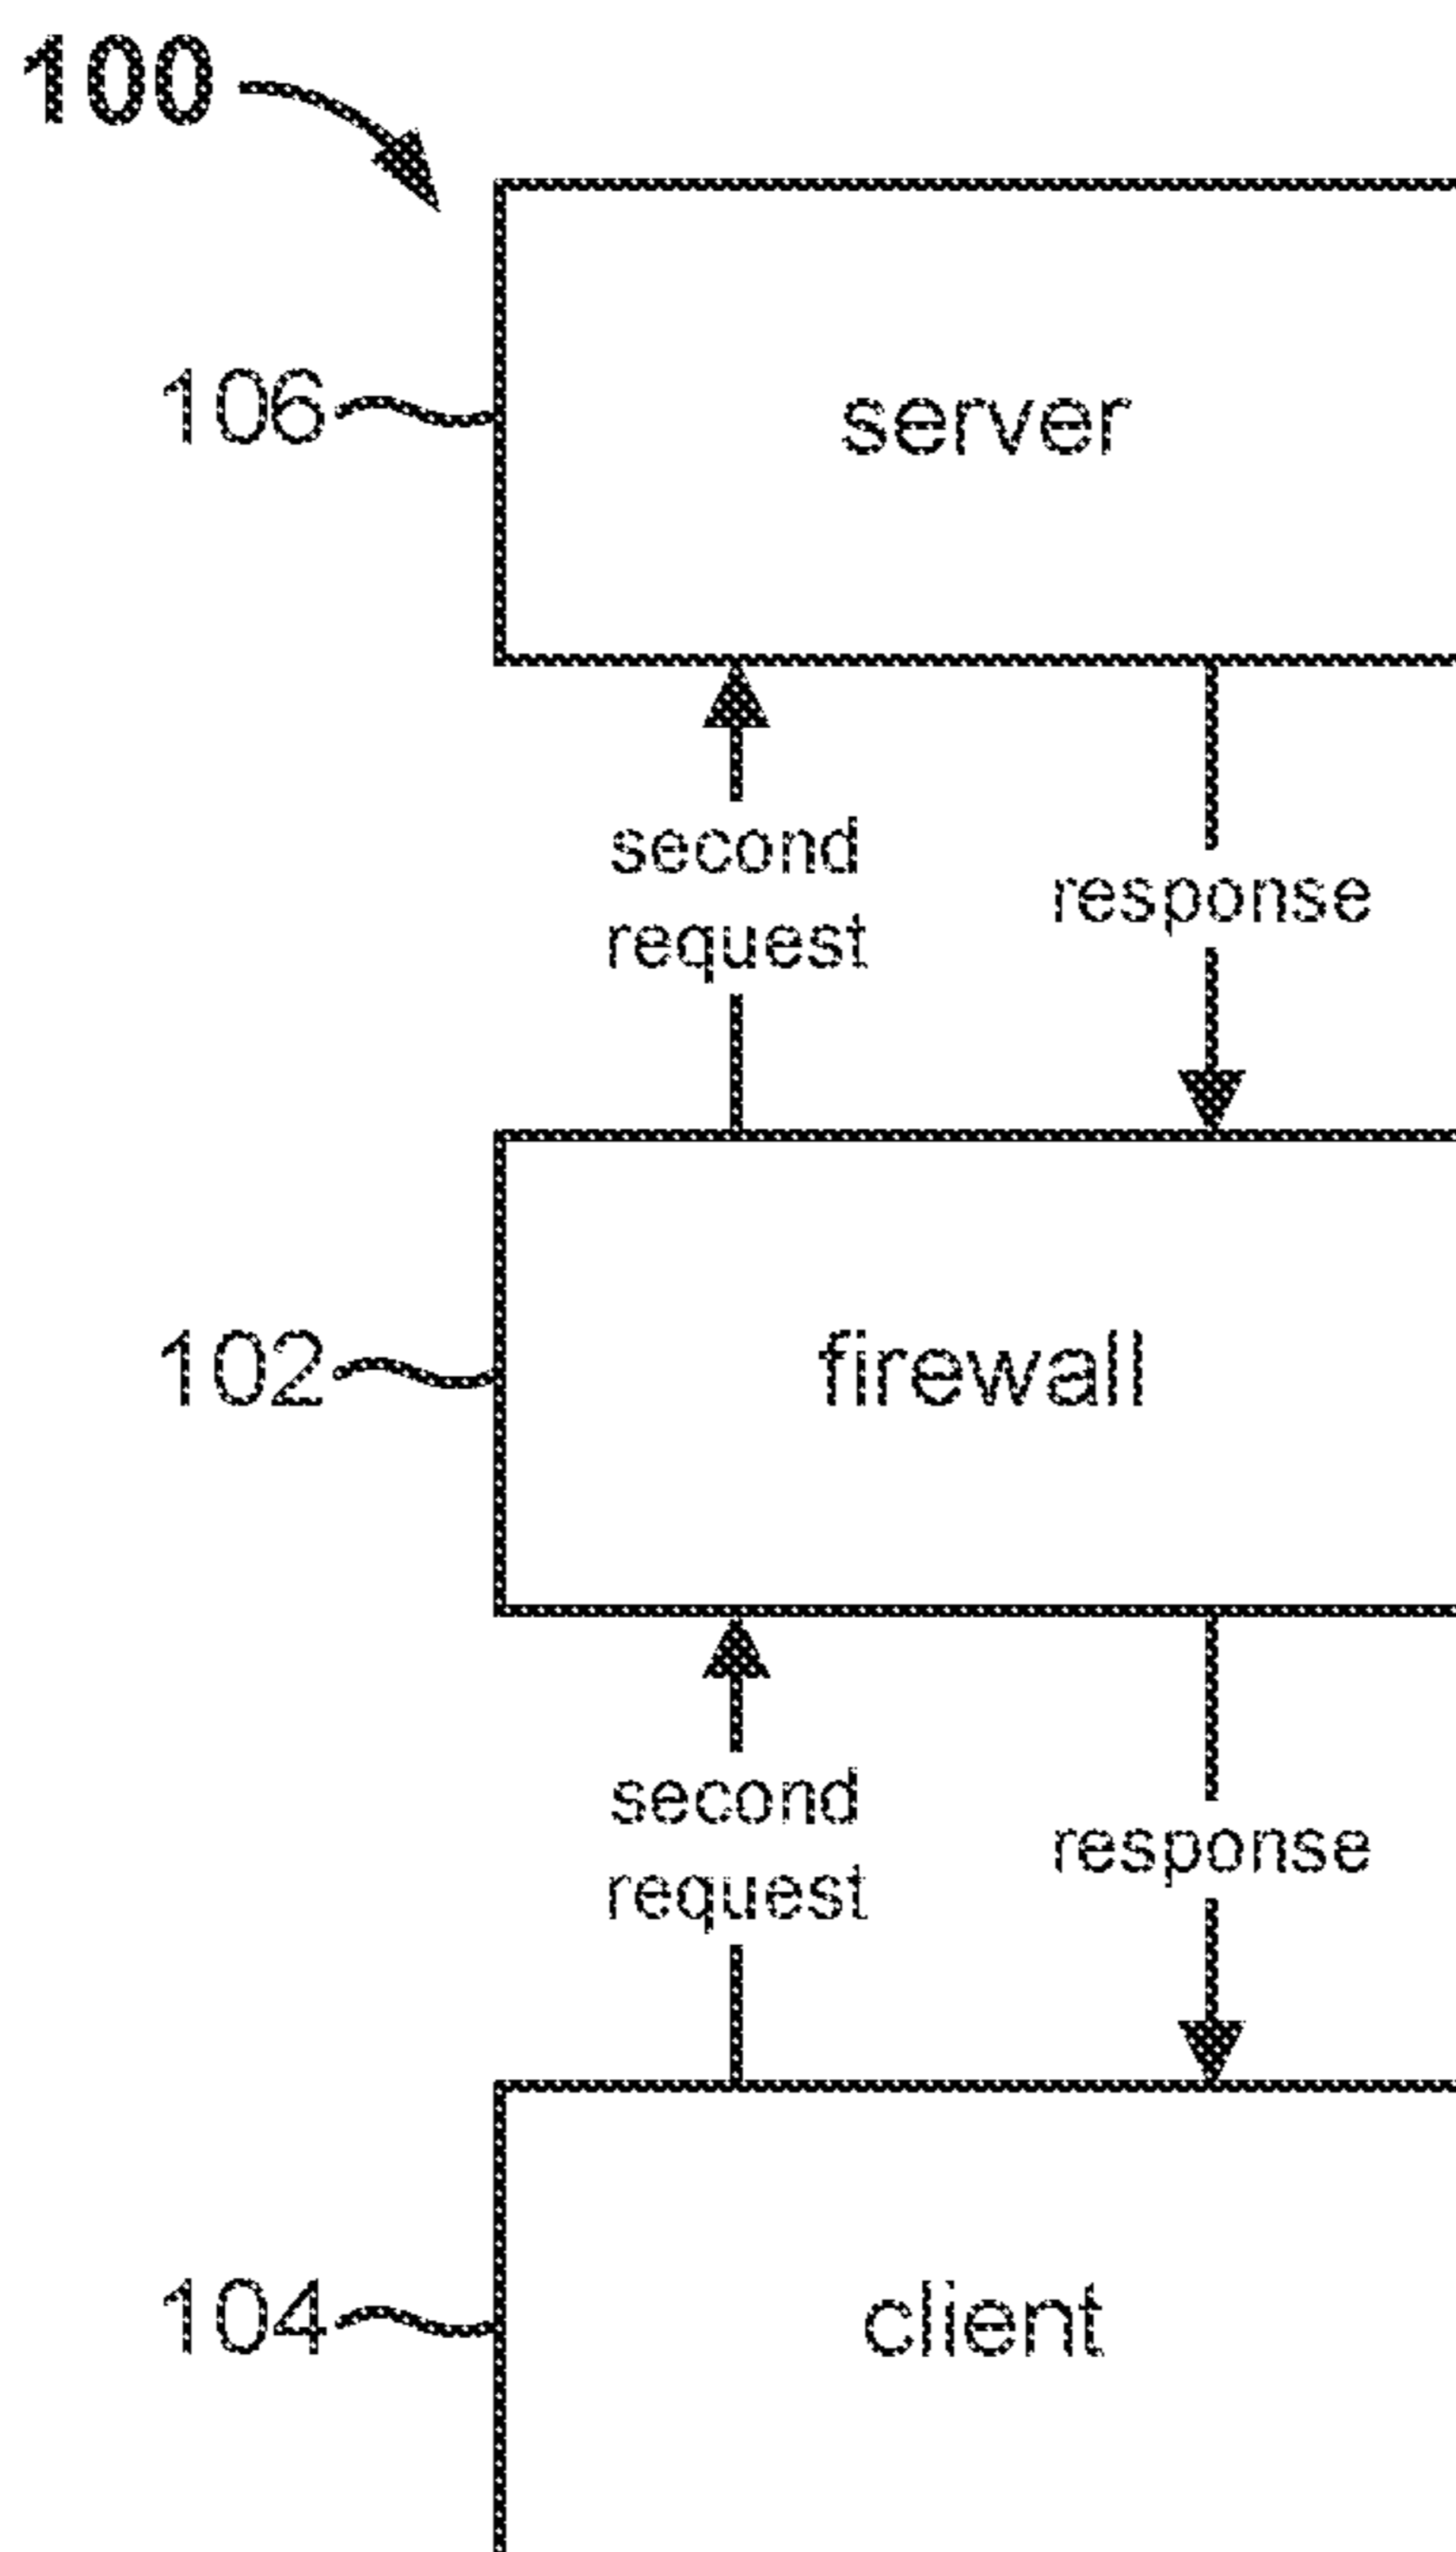 100
106
server
second
request
response
102
firewall
second
request
response
104
client